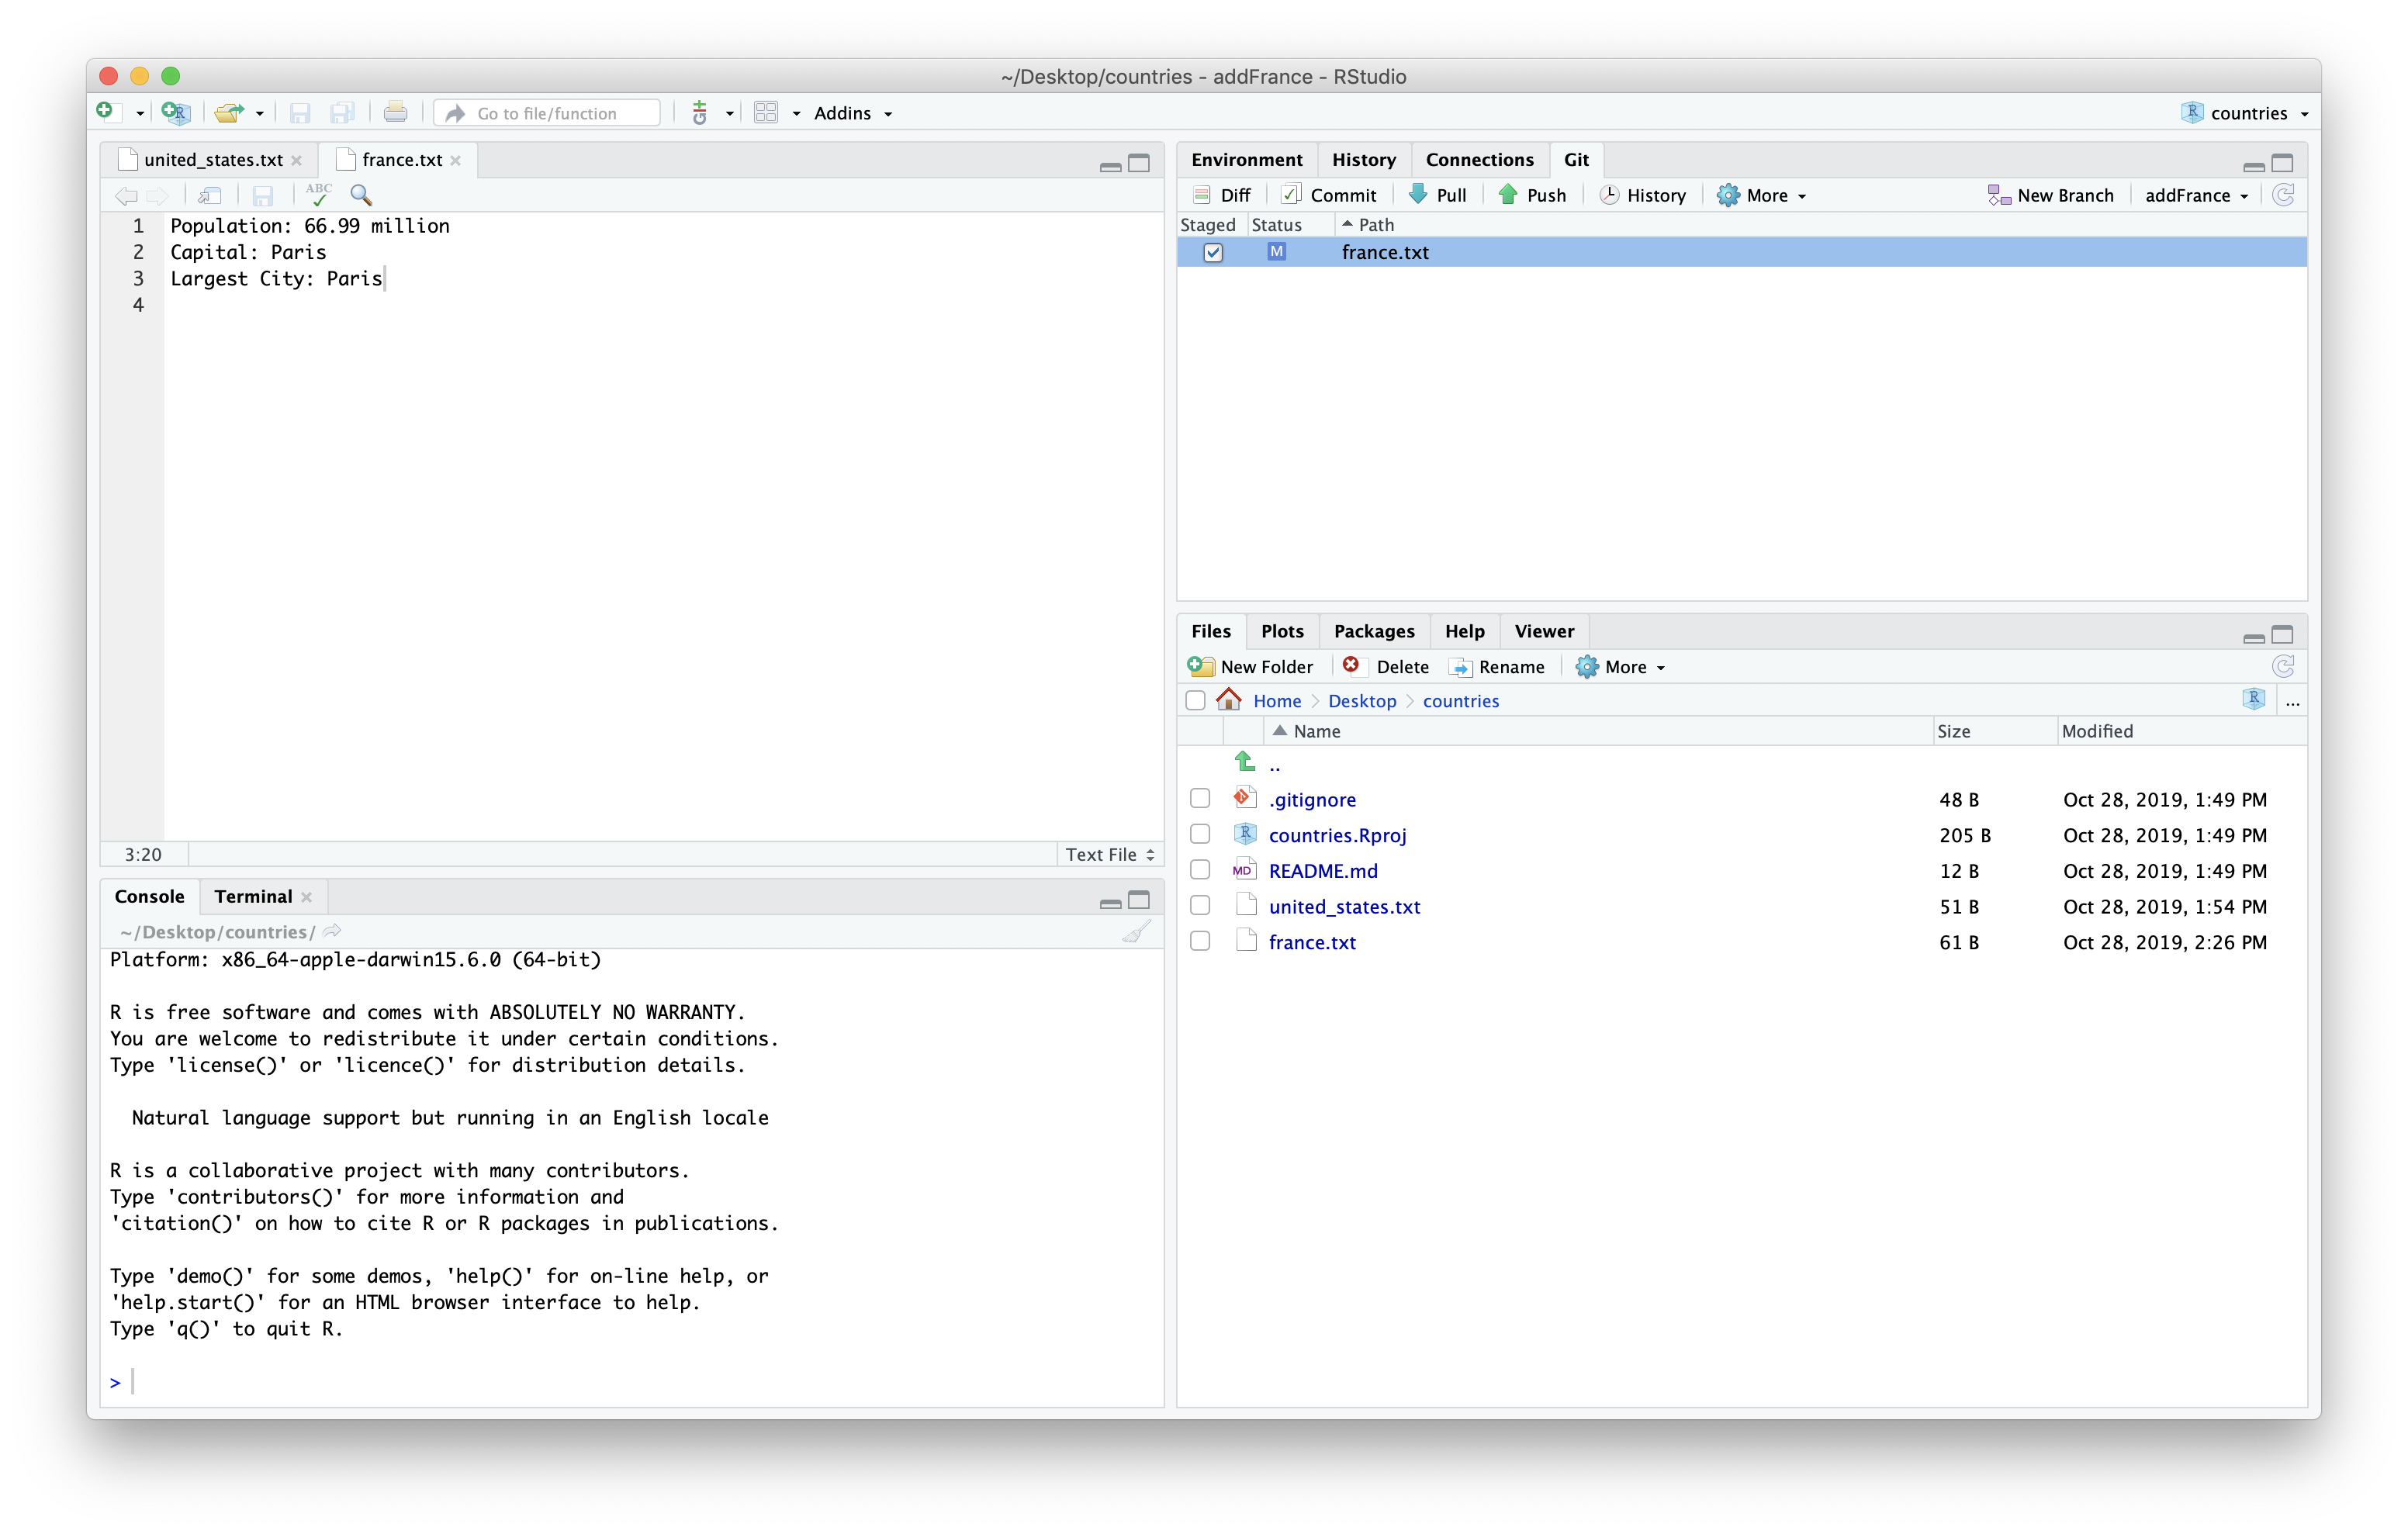 ~/Desktop/countries - addFrance - RStudio
Go to file/function
Addins
countries
united_states.txt
france.txt
ABC
1 Population: 66.99 million
2 Capital: Paris
3 Largest City: Paris
4
3:20
Text File
Console
Terminal
~/Desktop/countries/
Platform: x86_64-apple-darwin15.6.0 (64-bit)
R is free software and comes with ABSOLUTELY NO WARRANTY.
You are welcome to redistribute it under certain conditions.
Type 'license()' or 'licence()' for distribution details.
Natural language support but running in an English locale
R is a collaborative project with many contributors.
Type 'contributors()' for more information and
'citation()' on how to cite R or R packages in publications.
Type 'demo()' for some demos, 'help()' for on-line help, or
'help.start()' for an HTML browser interface to help.
Type 'q()' to quit R.
>
Environment History Connections Git
Diff Commit Pull Push History More New Branch addFrance
Staged Status Path
M france.txt
Files Plots Packages Help Viewer
New Folder Delete Rename More
Home Desktop countries ...
Name Size Modified
..
.gitignore 48 B Oct 28, 2019, 1:49 PM
countries.Rproj 205 B Oct 28, 2019, 1:49 PM
MD README.md 12 B Oct 28, 2019, 1:49 PM
united_states.txt 51 B Oct 28, 2019, 1:54 PM
france.txt 61 B Oct 28, 2019, 2:26 PM